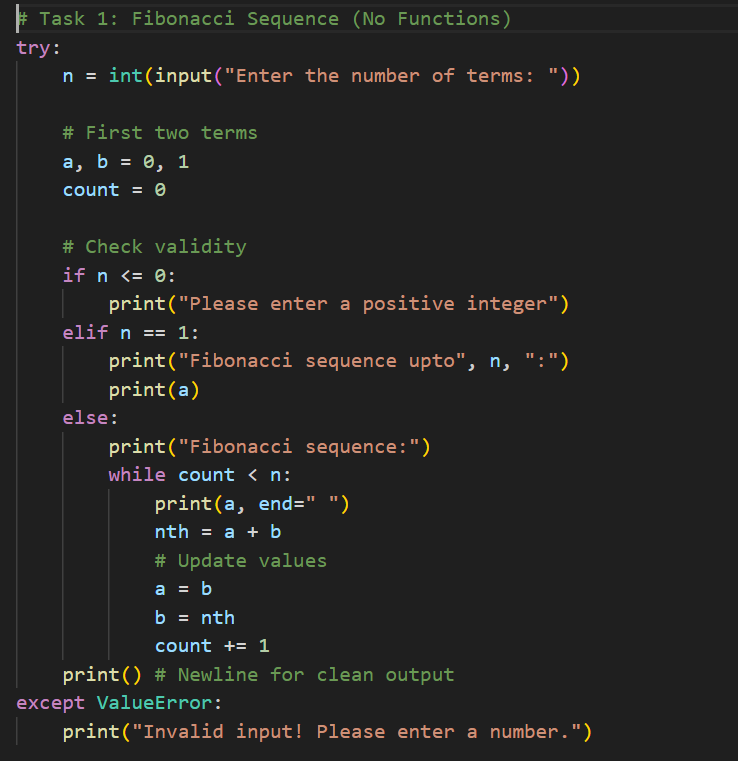 # Task 1: Fibonacci Sequence (No Functions)
try:
    n = int(input("Enter the number of terms: "))

    # First two terms
    a, b = 0, 1
    count = 0

    # Check validity
    if n <= 0:
        print("Please enter a positive integer")
    elif n == 1:
        print("Fibonacci sequence upto", n, ":")
        print(a)
    else:
        print("Fibonacci sequence:")
        while count < n:
            print(a, end=" ")
            nth = a + b
            # Update values
            a = b
            b = nth
            count += 1
    print() # Newline for clean output
except ValueError:
    print("Invalid input! Please enter a number.")